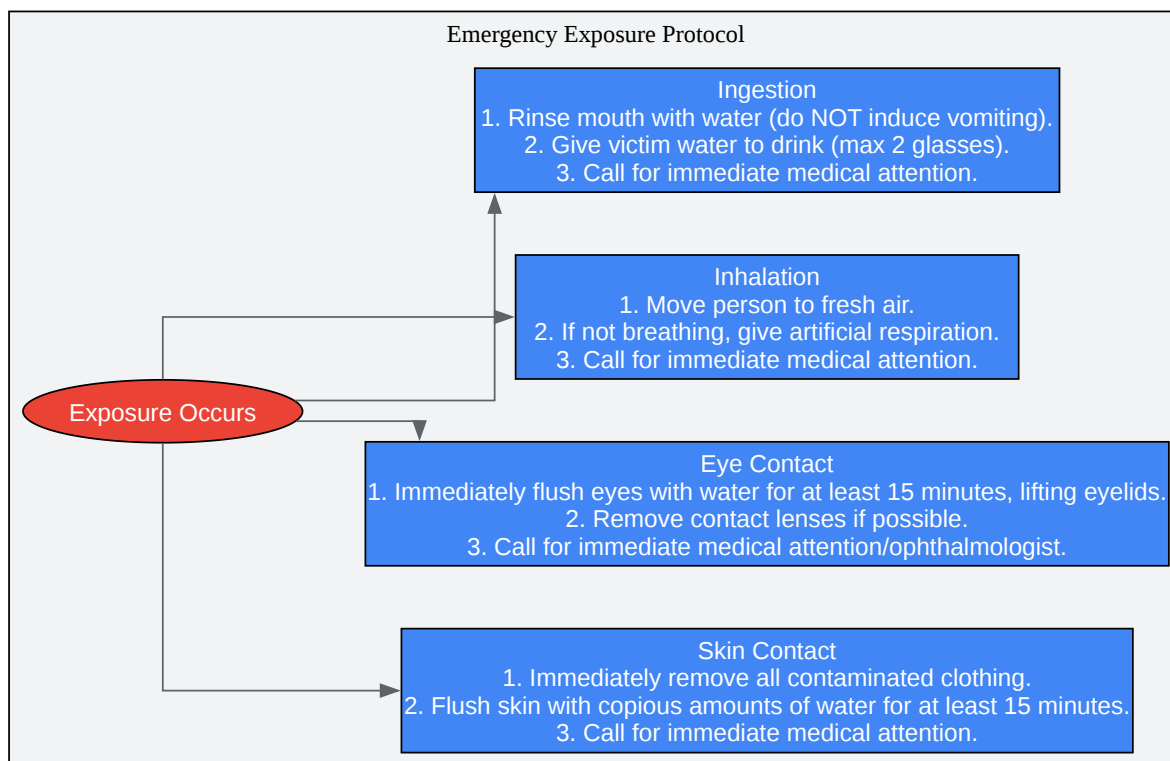 Emergency Exposure Protocol
Ingestion
1. Rinse mouth with water (do NOT induce vomiting).
2. Give victim water to drink (max 2 glasses).
3. Call for immediate medical attention.
Inhalation
1. Move person to fresh air.
2. If not breathing, give artificial respiration.
3. Call for immediate medical attention.
Exposure Occurs
Eye Contact
1. Immediately flush eyes with water for at least 15 minutes, lifting eyelids.
2. Remove contact lenses if possible.
3. Call for immediate medical attention/ophthalmologist.
Skin Contact
1. Immediately remove all contaminated clothing.
2. Flush skin with copious amounts of water for at least 15 minutes.
3. Call for immediate medical attention.